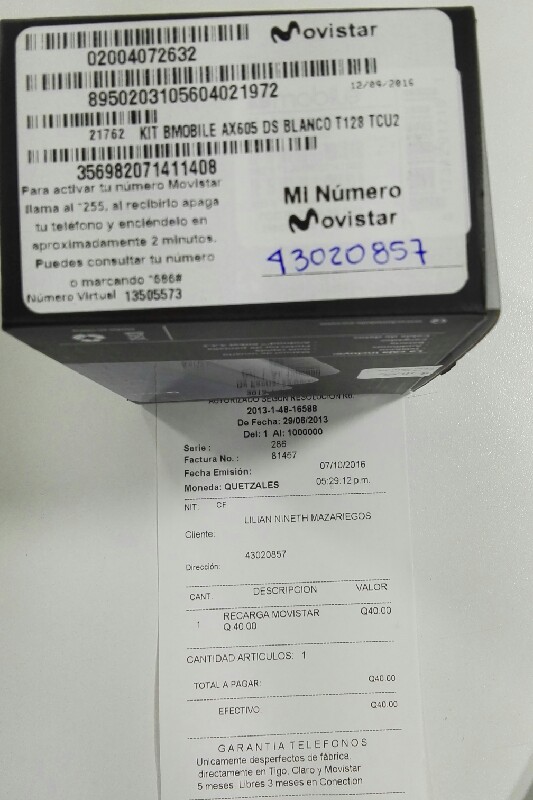 Movistar
02004072632
8950203105604021972
12/09/2016
21762 KIT BMOBILE AX605 DS BLANCO T128 TCU2
356982071411408
Para activar tu número Movistar
llama al *255, al recibirlo apaga
tu teléfono y enciéndelo en
aproximadamente 2 minutos.
Puedes consultar tu número
o marcando *686#
Número Virtual 13505573
Mi Número
Movistar
43020857
AUTORIZADO SEGUN RESOLUCION No.
2013-1-48-16588
De Fecha: 29/08/2013
Del: 1 Al: 1000000
Serie: 286
Factura No.: 81467
Fecha Emisión: 07/10/2016
Moneda: QUETZALES 05:29:12 p.m.
NIT: CF
LILIAN NINETH MAZARIEGOS
Cliente:
43020857
Dirección:
CANT. DESCRIPCION VALOR
1 RECARGA MOVISTAR Q40.00
Q 40.00
CANTIDAD ARTICULOS: 1
TOTAL A PAGAR: Q40.00
EFECTIVO Q40.00
GARANTIA TELEFONOS
Unicamente desperfectos de fábrica
directamente en Tigo, Claro y Movistar
5 meses Libres 3 meses en Conection